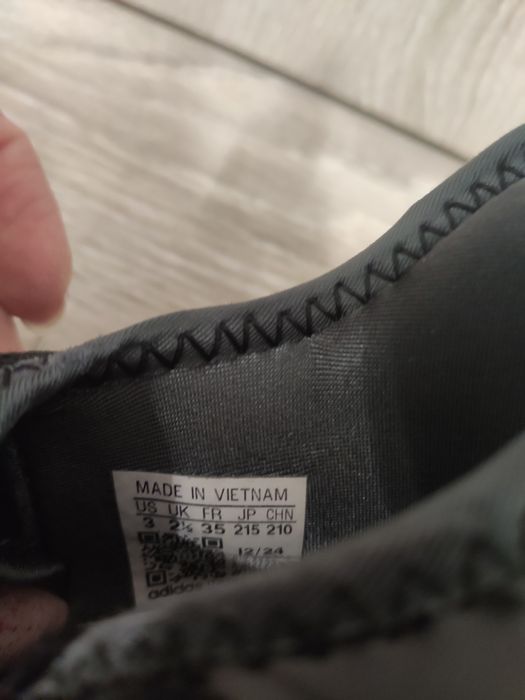 MADE IN VIETNAM
US UK FR JP CHN
3 2½ 35 215 210
12/24
adidas